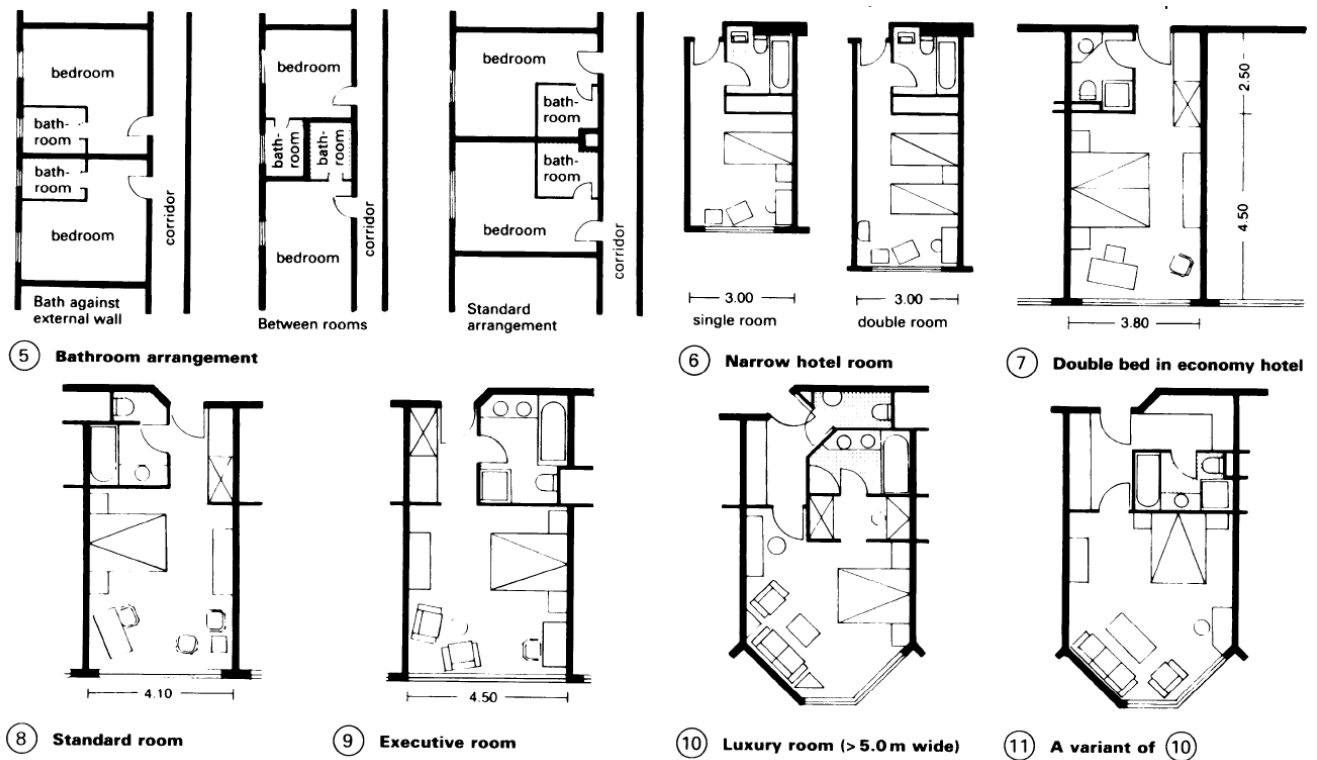 bedroom
bath-
room
bath-
room
bedroom
corridor
Bath against
external wall
bedroom
bath-
room
bath-
room
bedroom
corridor
Between rooms
bedroom
bath-
room
bath-
room
bedroom
corridor
Standard
arrangement
5 Bathroom arrangement
3.00
single room
3.00
double room
6 Narrow hotel room
2.50
4.50
3.80
7 Double bed in economy hotel
4.10
8 Standard room
4.50
9 Executive room
10 Luxury room (> 5.0 m wide)
11 A variant of 10